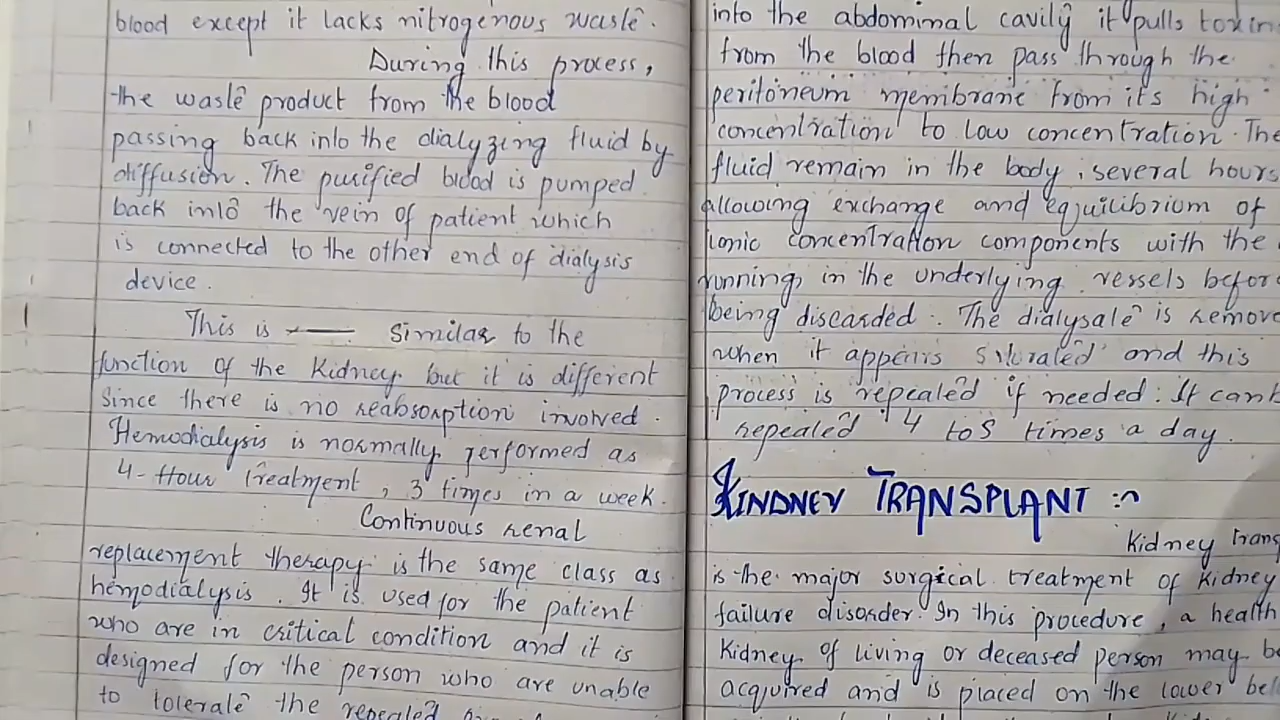 blood except it lacks nitrogenous waste.
During this process,
the waste product from the blood
passing back into the dialyzing fluid by
diffusion. The purified blood is pumped
back into the vein of patient which
is connected to the other end of dialysis
device.
This is similar to the
function of the Kidney but it is different
since there is no reabsorption involved.
Hemodialysis is normally performed as
4-Hour treatment, 3 times in a week.
Continuous renal
replacement therapy is the same class as
hemodialysis. It is used for the patient
who are in critical condition and it is
designed for the person who are unable
to tolerate the repeated
into the abdominal cavity it pulls toxin
from the blood then pass through the
peritoneum membrane from its high
concentration to low concentration. The
fluid remain in the body, several hours
allowing exchange and equilibrium of
ionic concentration components with the
running in the underlying vessels befor
being discarded. The dialysate is remove
when it appears saturated and this
process is repeated if needed. It can
repeated 4 to 5 times a day.
KINDNEY TRANSPLANT :-
Kidney trans
is the major surgical treatment of kidney
failure disorder. In this procedure, a health
Kidney of living or deceased person may be
acquired and is placed on the lower bel